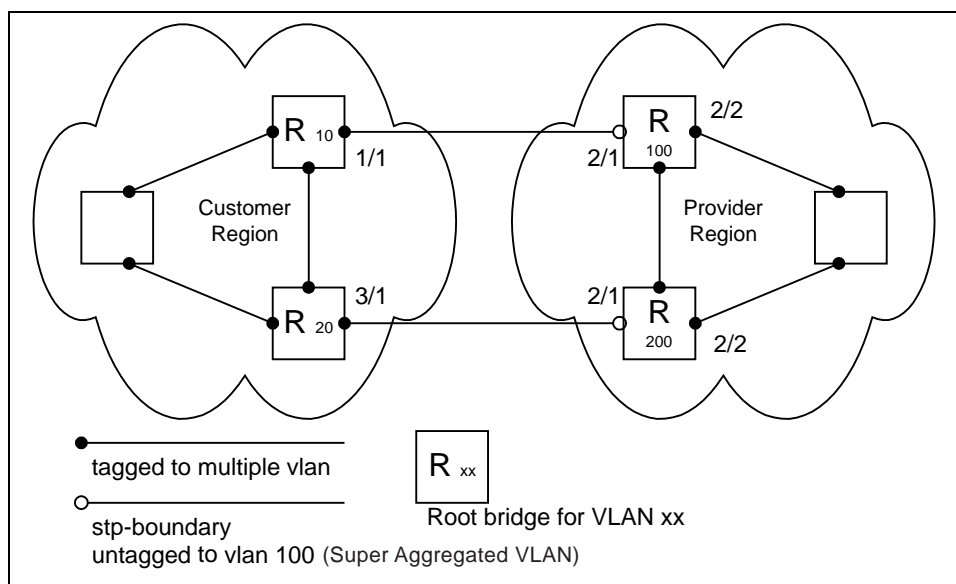 R 10
1/1
2/1
R
100
2/2
Customer
Region
Provider
Region
3/1
R 20
2/1
R
200
2/2
tagged to multiple vlan
R xx
stp-boundary
untagged to vlan 100 (Super Aggregated VLAN)
Root bridge for VLAN xx